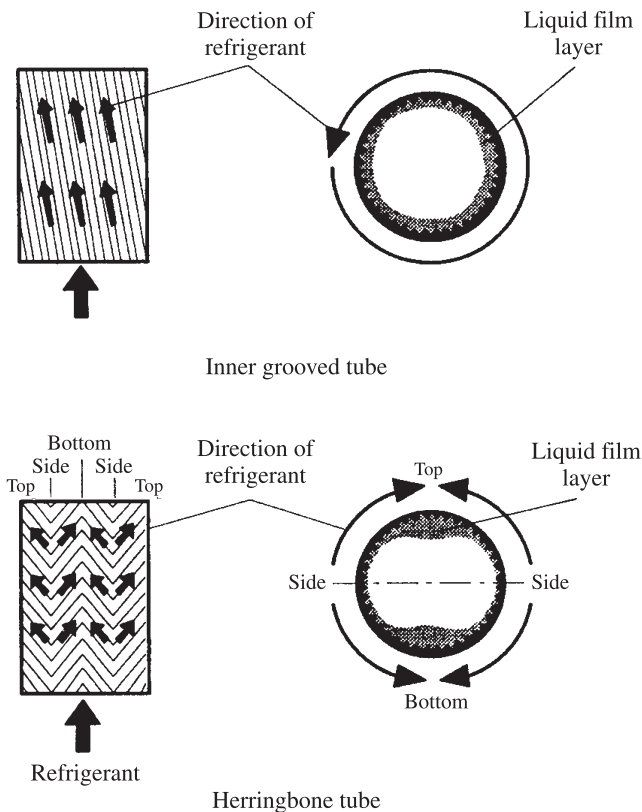 Direction of
refrigerant
Liquid film
layer
Inner grooved tube
Bottom
Side Side
Top Top
Direction of
refrigerant
Top
Liquid film
layer
Side Side
Bottom
Refrigerant
Herringbone tube